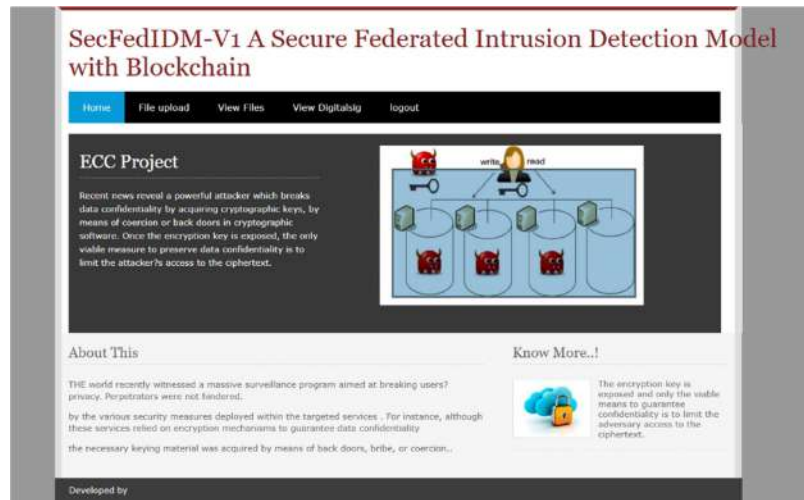 SecFedIDM-V1 A Secure Federated Intrusion Detection Model
with Blockchain
Home File upload View Files View Digitalsig logout
ECC Project
Recent news reveal a powerful attacker which breaks
data confidentiality by acquiring cryptographic keys, by
means of coercion or back doors in cryptographic
software. Once the encryption key is exposed, the only
viable measure to preserve data confidentiality is to
limit the attacker?s access to the ciphertext.
write read
About This
THE world recently witnessed a massive surveillance program aimed at breaking users?
privacy. Perpetrators were not hindered.
by the various security measures deployed within the targeted services . For instance, although
these services relied on encryption mechanisms to guarantee data confidentiality
the necessary keying material was acquired by means of back doors, bribe, or coercion..
Know More..!
The encryption key is
exposed and only the viable
means to guarantee
confidentiality is to limit the
adversary access to the
ciphertext.
Developed by